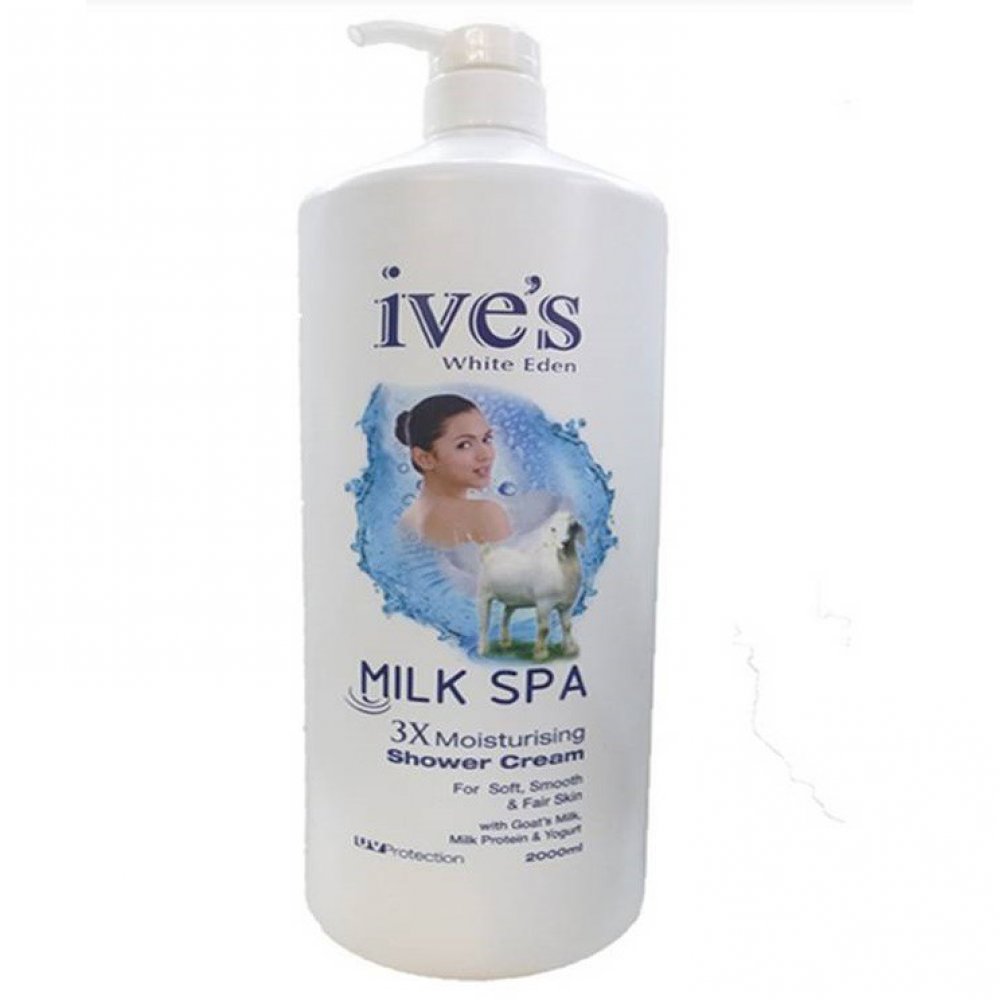 ive's
White Eden
MILK SPA
3X Moisturising
Shower Cream
For Soft, Smooth
& Fair Skin
with Goat's Milk,
Milk Protein & Yogurt
UV Protection
2000ml